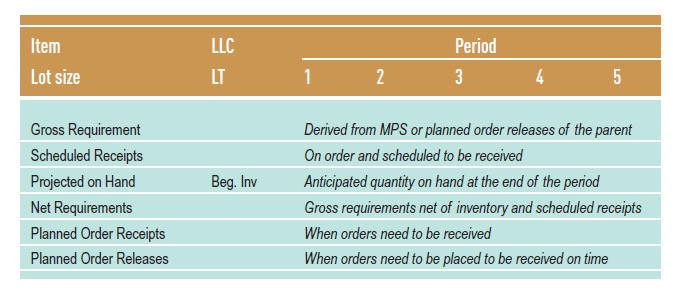 Item LLC Period
Lot size LT 1 2 3 4 5
Gross Requirement Derived from MPS or planned order releases of the parent
Scheduled Receipts On order and scheduled to be received
Projected on Hand Beg. Inv Anticipated quantity on hand at the end of the period
Net Requirements Gross requirements net of inventory and scheduled receipts
Planned Order Receipts When orders need to be received
Planned Order Releases When orders need to be placed to be received on time